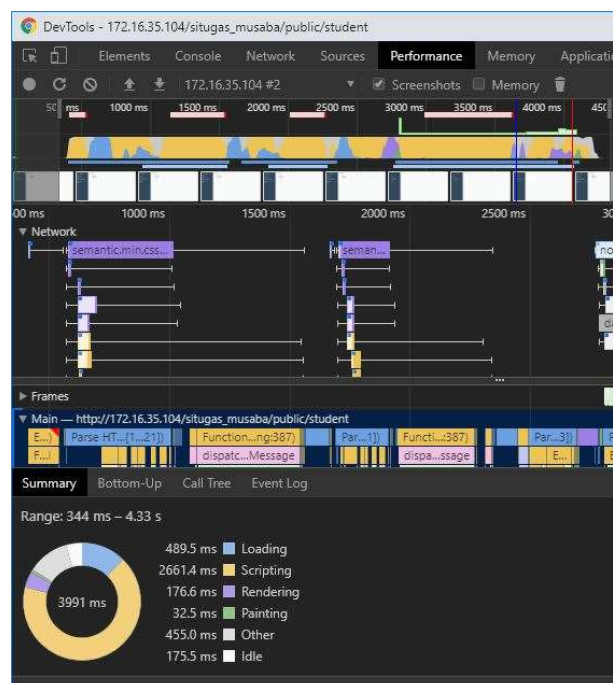 DevTools - 172.16.35.104/situgas_musaba/public/student
Elements Console Network Sources Performance Memory Applicati
172.16.35.104 #2 Screenshots Memory
50 ms 1000 ms 1500 ms 2000 ms 2500 ms 3000 ms 3500 ms 4000 ms 450
00 ms 1000 ms 1500 ms 2000 ms 2500 ms 30
Network
semantic.min.css... seman... no
da
Frames
Main — http://172.16.35.104/situgas_musaba/public/student
E...) Parse HT...[1...21]) Function...ng:387) Par...1]) Functi...:387) Par...3]) P
F...l dispatc...Message dispa...ssage E...
Summary Bottom-Up Call Tree Event Log
Range: 344 ms – 4.33 s
489.5 ms Loading
2661.4 ms Scripting
3991 ms
176.6 ms Rendering
32.5 ms Painting
455.0 ms Other
175.5 ms Idle